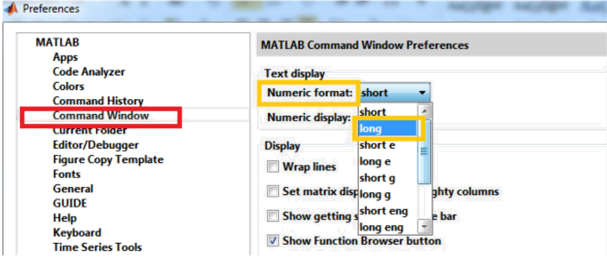 Preferences
MATLAB
Apps
Code Analyzer
Colors
Command History
Command Window
Current Folder
Editor/Debugger
Figure Copy Template
Fonts
General
GUIDE
Help
Keyboard
Time Series Tools
MATLAB Command Window Preferences
Text display
Numeric format: short
Numeric display:
short
long
short e
long e
short g
long g
short eng
long eng
Display
Wrap lines
Set matrix disp ghty columns
Show getting s e bar
Show Function Browser button